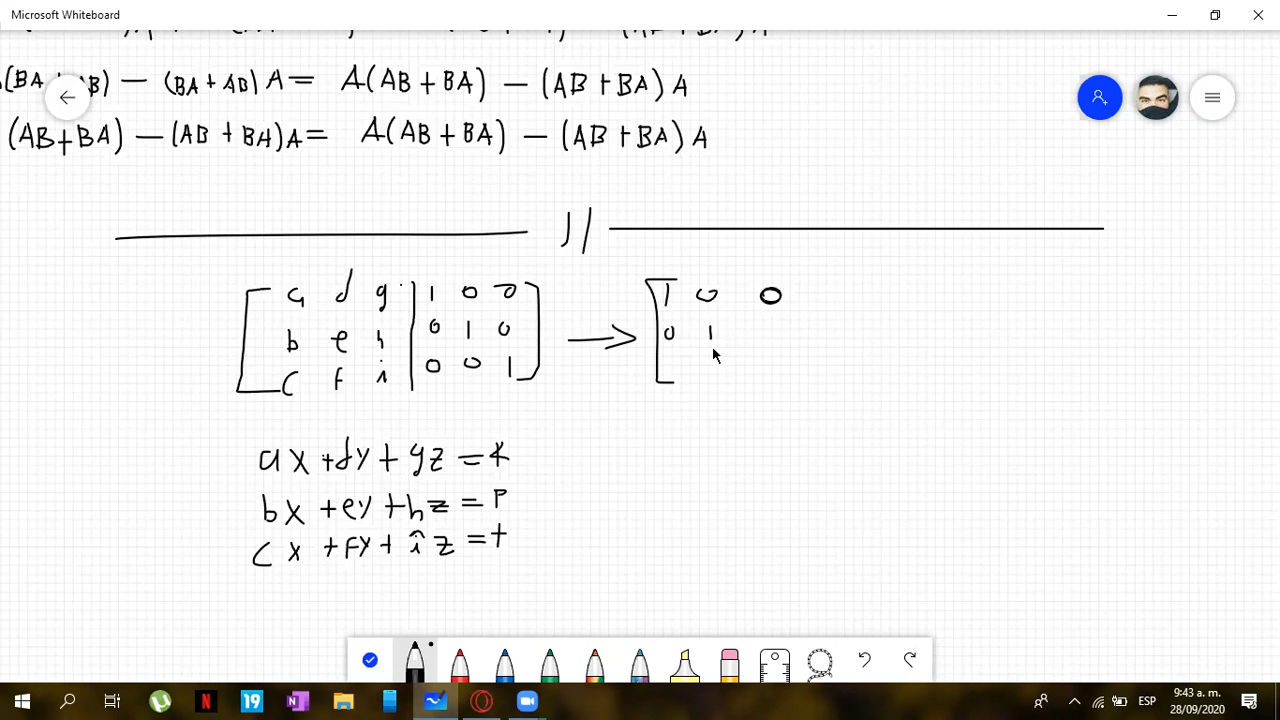 Microsoft Whiteboard
(BA + AB) — (BA + AB) A = A(AB + BA) — (AB + BA) A
(AB + BA) — (AB + BA) A = A(AB + BA) — (AB + BA) A
//
a d g | 1 0 0
b e h | 0 1 0
c f i | 0 0 1
→
1 0 0
0 1
ax + dy + gz = k
bx + ey + hz = P
cx + fy + iz = t
N
19
N
ESP
9:43 a. m.
28/09/2020